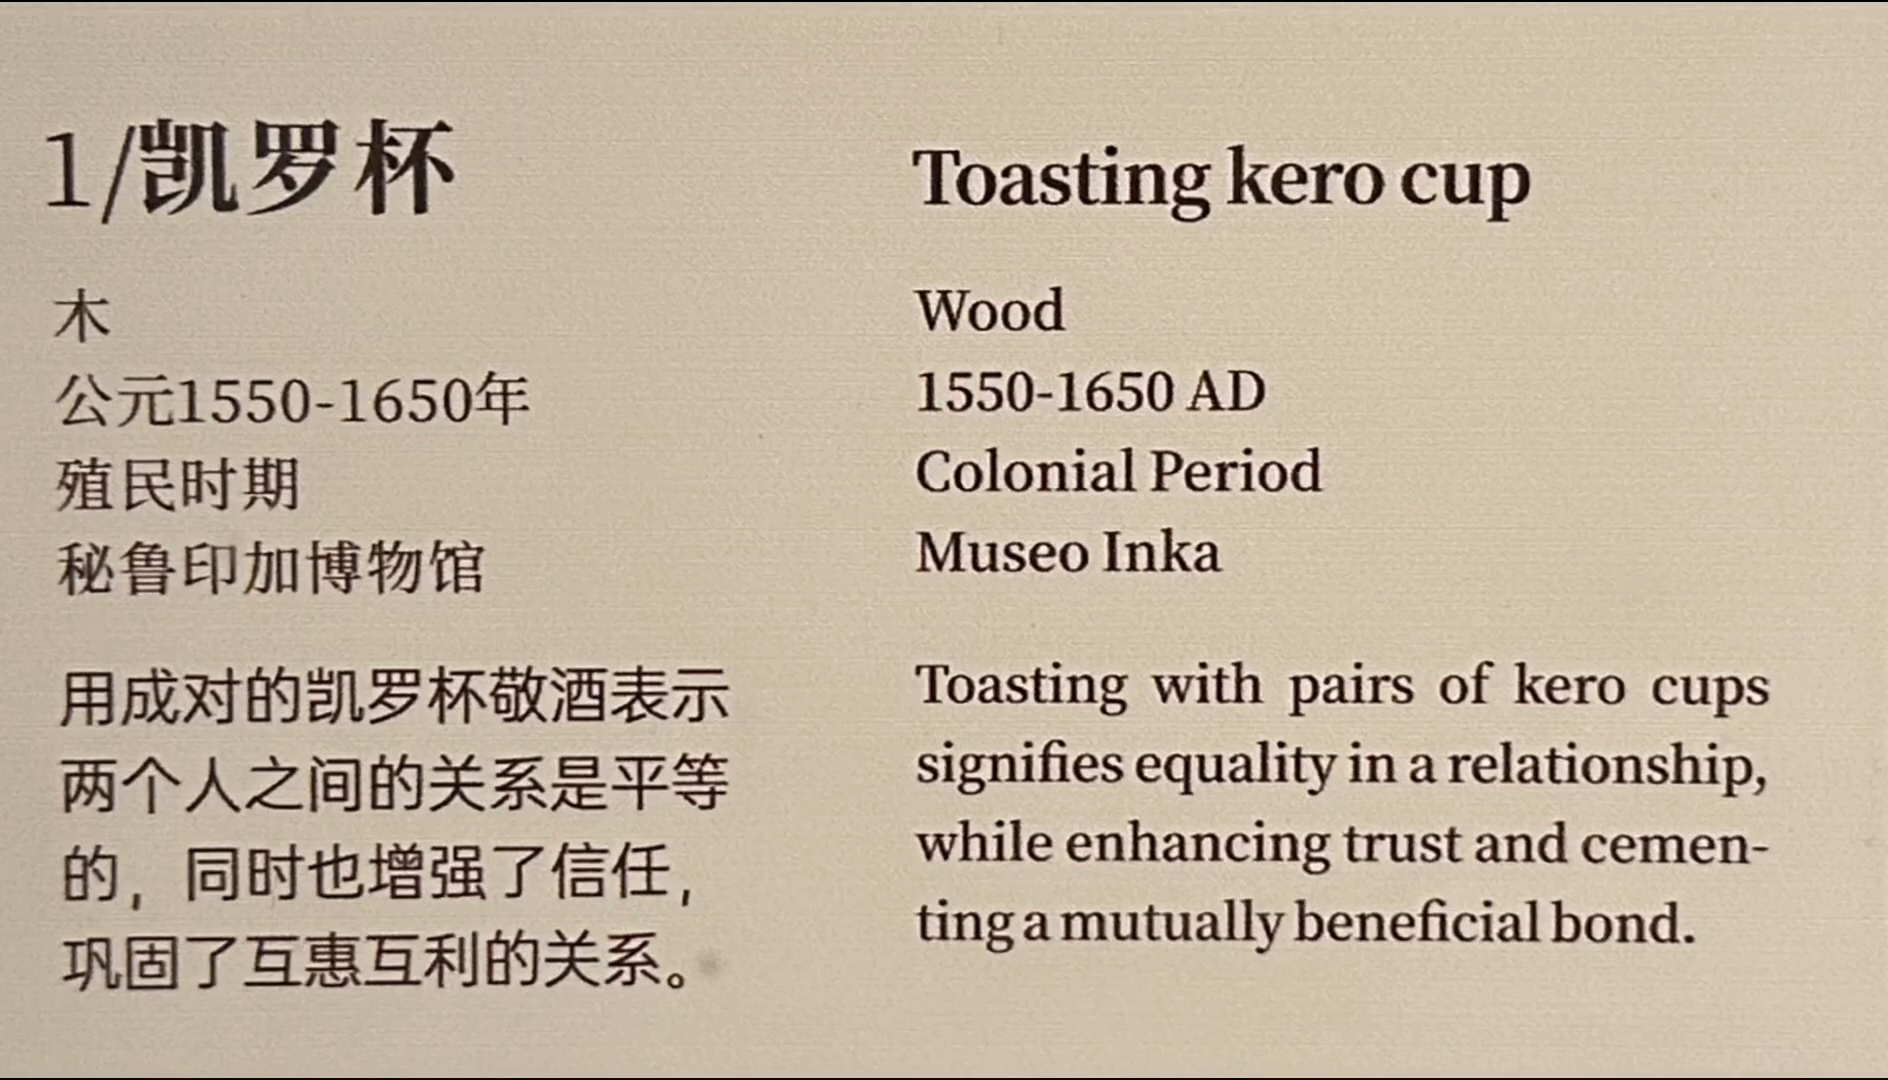 1/凯罗杯
木
公元1550-1650年
殖民时期
秘鲁印加博物馆
用成对的凯罗杯敬酒表示
两个人之间的关系是平等
的，同时也增强了信任，
巩固了互惠互利的关系。
Toasting kero cup
Wood
1550-1650 AD
Colonial Period
Museo Inka
Toasting with pairs of kero cups
signifies equality in a relationship,
while enhancing trust and cemen-
ting a mutually beneficial bond.